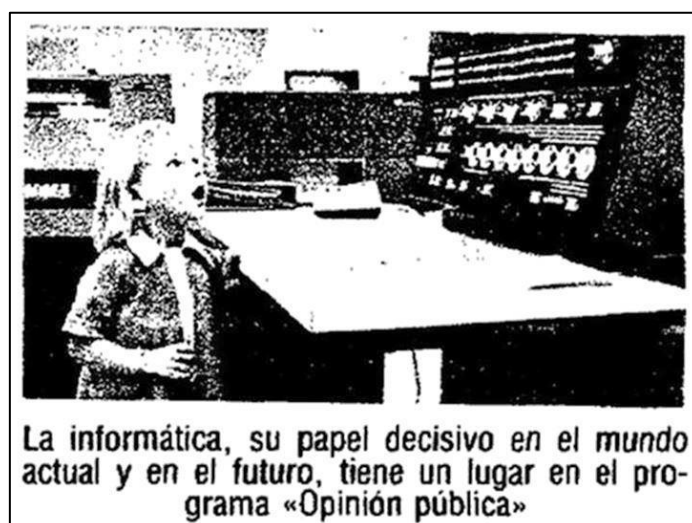 La informática, su papel decisivo en el mundo
actual y en el futuro, tiene un lugar en el pro-
grama «Opinión pública»